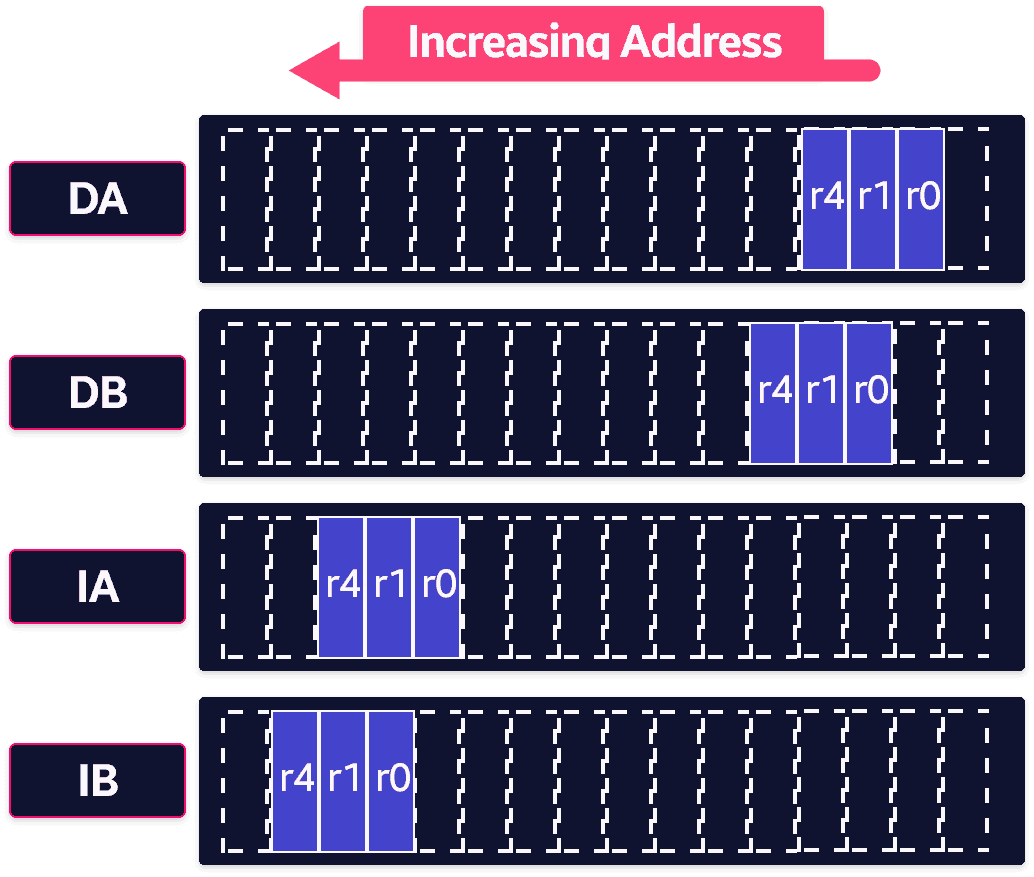 Increasing Address
DA
r4 r1 r0
DB
r4 r1 r0
IA
r4 r1 r0
IB
r4 r1 r0